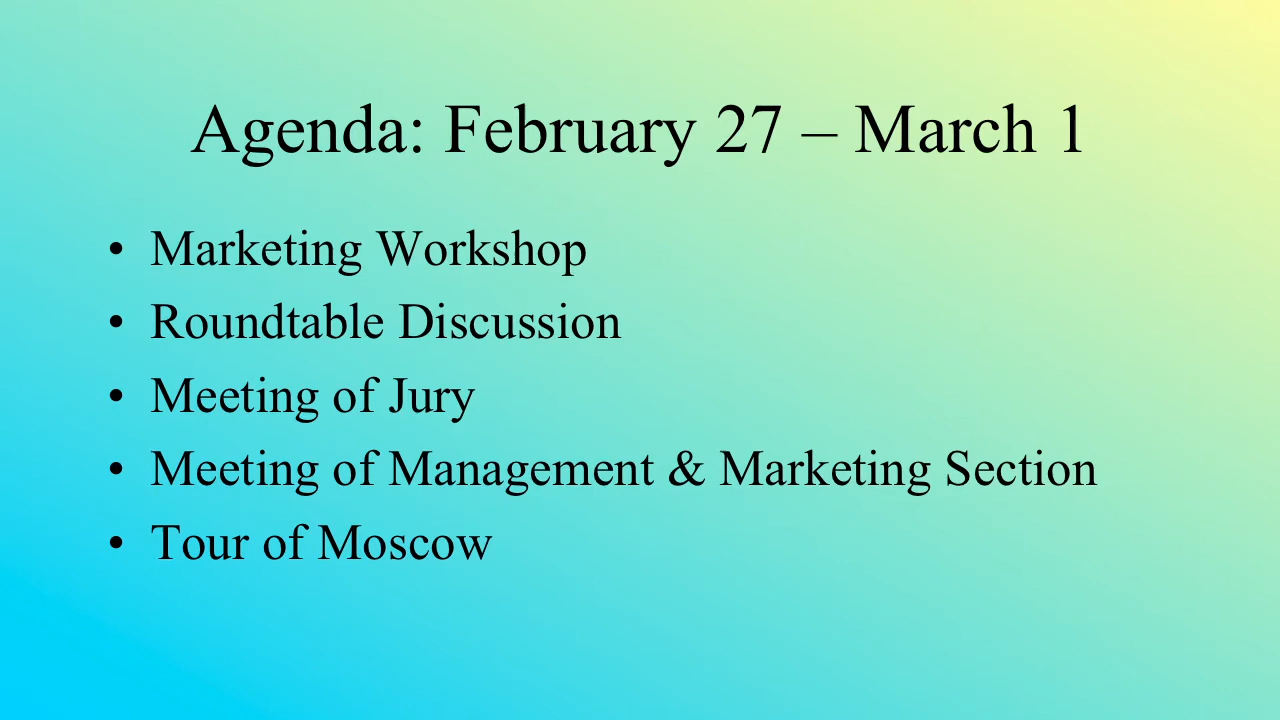 Agenda: February 27 – March 1
• Marketing Workshop
• Roundtable Discussion
• Meeting of Jury
• Meeting of Management & Marketing Section
• Tour of Moscow